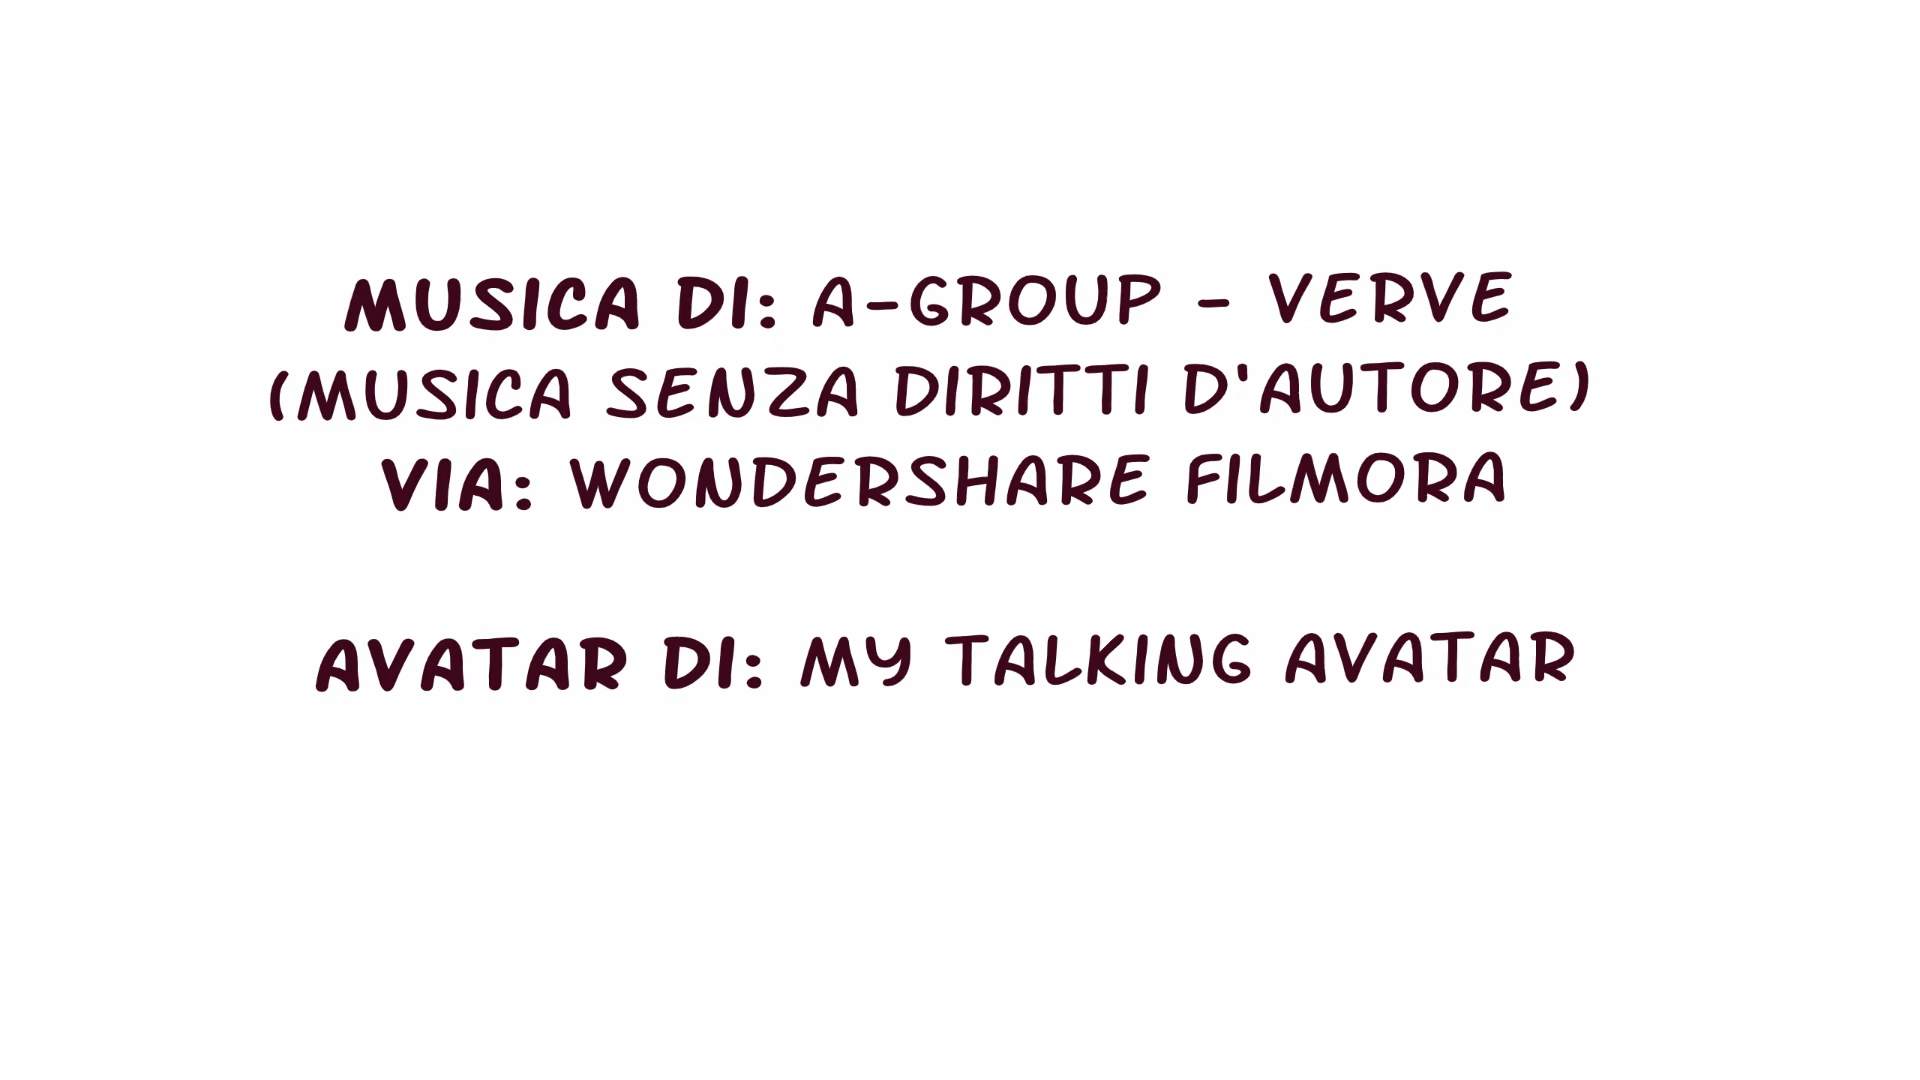 MUSICA DI: A-GROUP - VERVE
(MUSICA SENZA DIRITTI D'AUTORE)
VIA: WONDERSHARE FILMORA
AVATAR DI: MY TALKING AVATAR